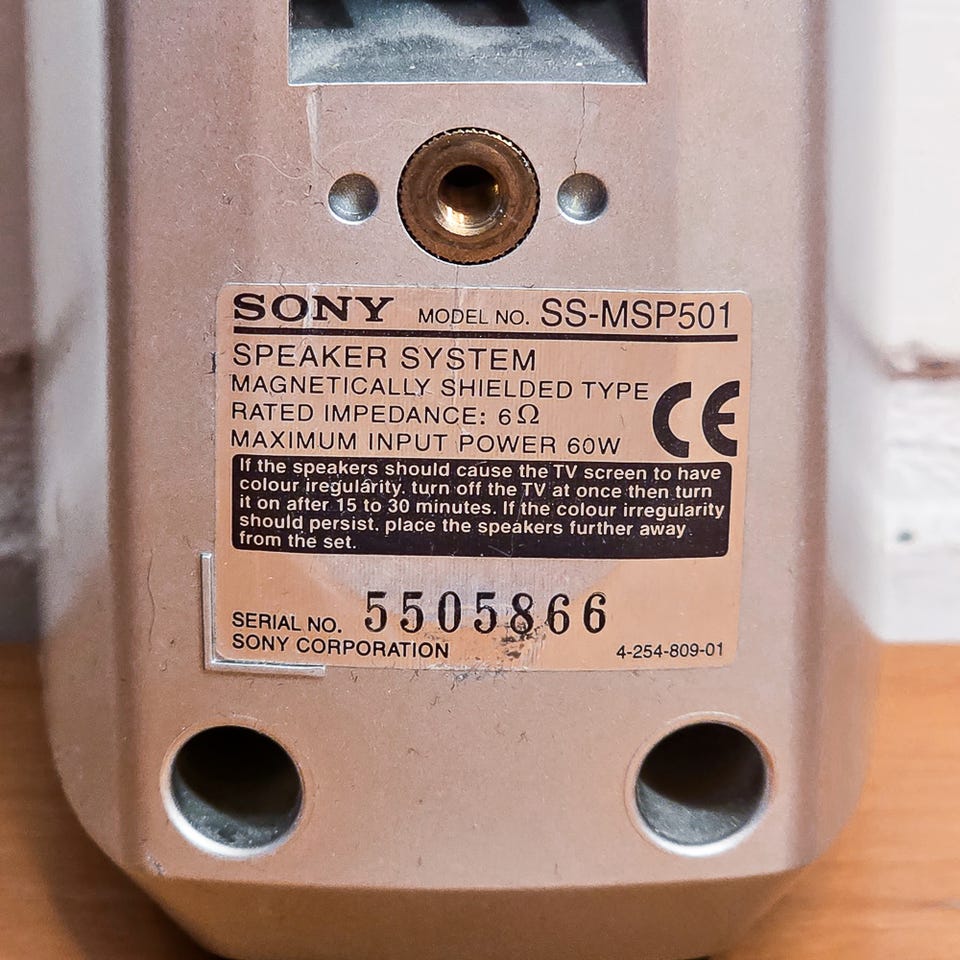 SONY MODEL NO. SS-MSP501
SPEAKER SYSTEM
MAGNETICALLY SHIELDED TYPE
RATED IMPEDANCE: 6Ω
MAXIMUM INPUT POWER 60W
CE
If the speakers should cause the TV screen to have
colour iregularity. turn off the TV at once then turn
it on after 15 to 30 minutes. If the colour irregularity
should persist. place the speakers further away
from the set.
SERIAL NO. 5505866
SONY CORPORATION 4-254-809-01